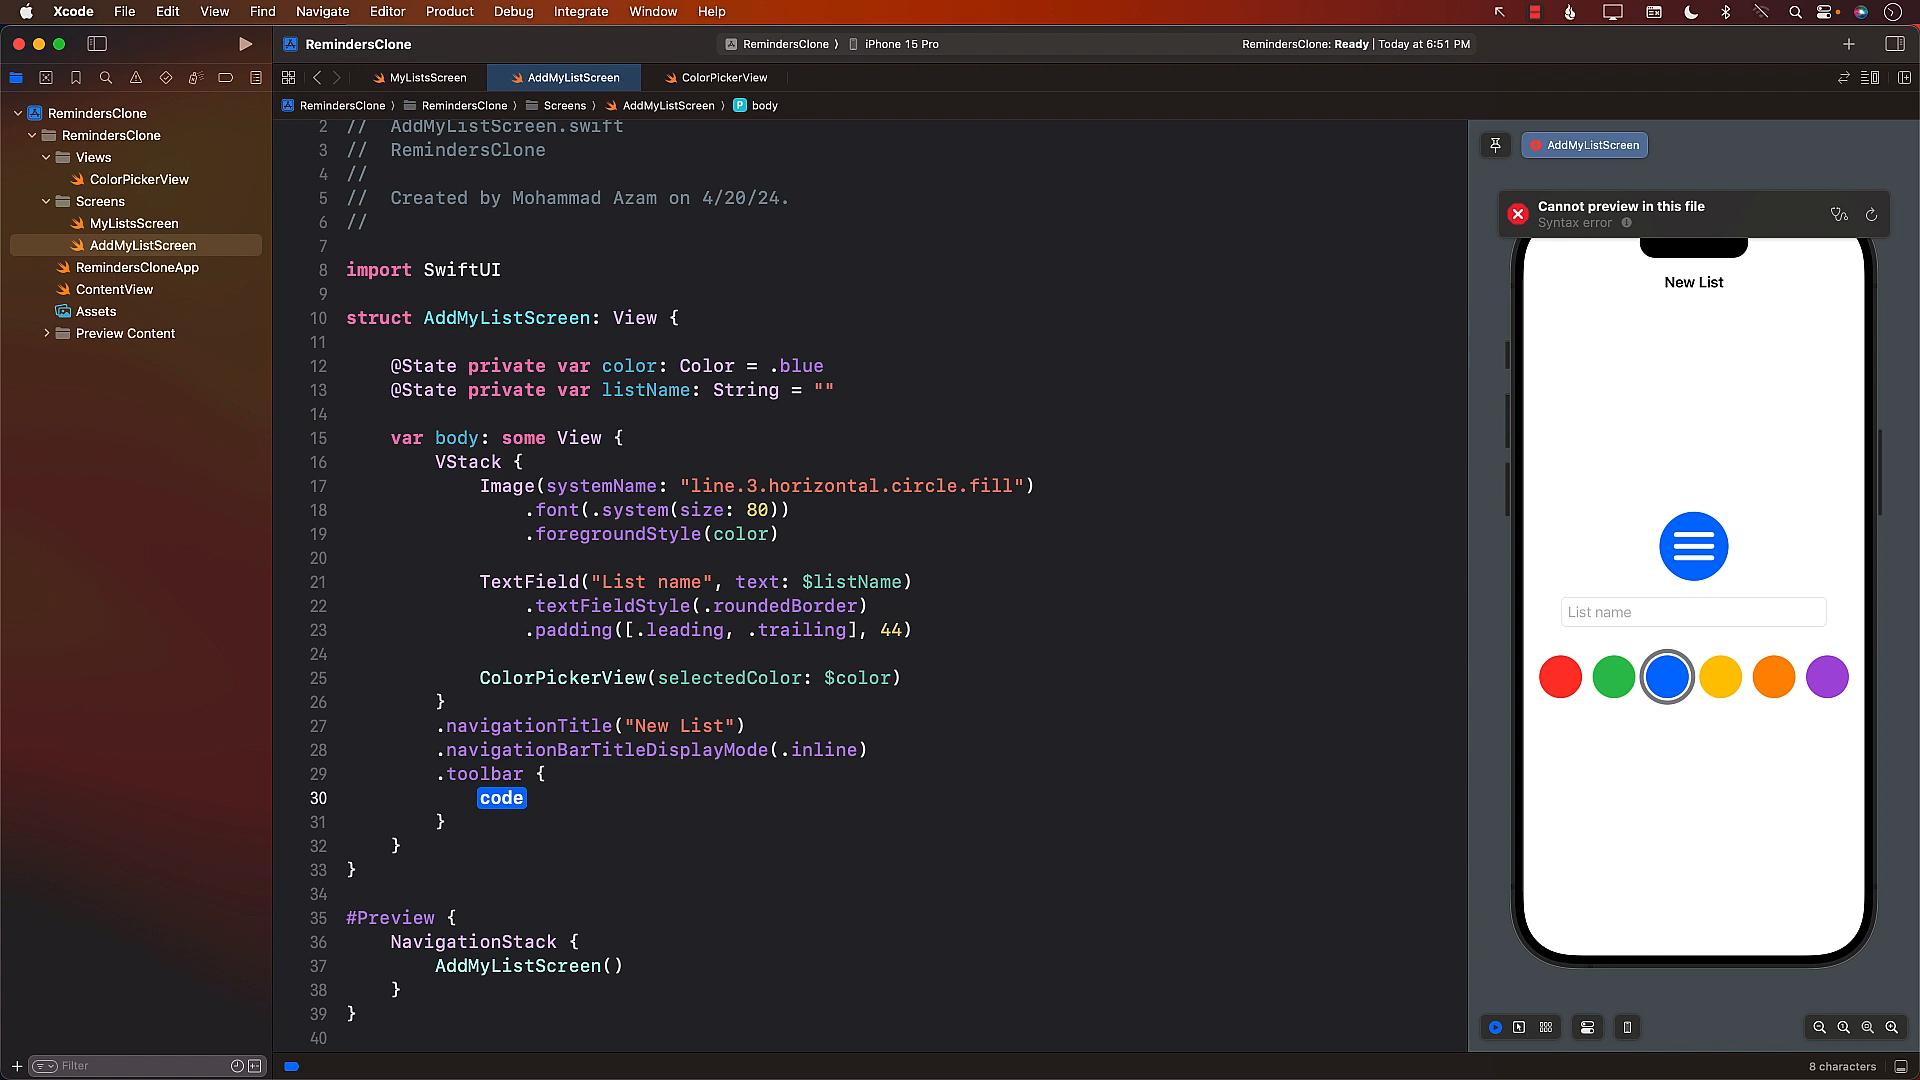 Xcode File Edit View Find Navigate Editor Product Debug Integrate Window Help
RemindersClone
RemindersClone 〉 iPhone 15 Pro
RemindersClone: Ready | Today at 6:51 PM
MyListsScreen
AddMyListScreen
ColorPickerView
RemindersClone 〉 RemindersClone 〉 Screens 〉 AddMyListScreen 〉 P body
RemindersClone
RemindersClone
Views
ColorPickerView
Screens
MyListsScreen
AddMyListScreen
RemindersCloneApp
ContentView
Assets
Preview Content
Filter
2 //  AddMyListScreen.swift
3 //  RemindersClone
4 //
5 //  Created by Mohammad Azam on 4/20/24.
6 //
7
8 import SwiftUI
9
10 struct AddMyListScreen: View {
11
12     @State private var color: Color = .blue
13     @State private var listName: String = ""
14
15     var body: some View {
16         VStack {
17             Image(systemName: "line.3.horizontal.circle.fill")
18                 .font(.system(size: 80))
19                 .foregroundStyle(color)
20
21             TextField("List name", text: $listName)
22                 .textFieldStyle(.roundedBorder)
23                 .padding([.leading, .trailing], 44)
24
25             ColorPickerView(selectedColor: $color)
26         }
27         .navigationTitle("New List")
28         .navigationBarTitleDisplayMode(.inline)
29         .toolbar {
30             code
31         }
32     }
33 }
34
35 #Preview {
36     NavigationStack {
37         AddMyListScreen()
38     }
39 }
40
AddMyListScreen
Cannot preview in this file
Syntax error
New List
List name
8 characters